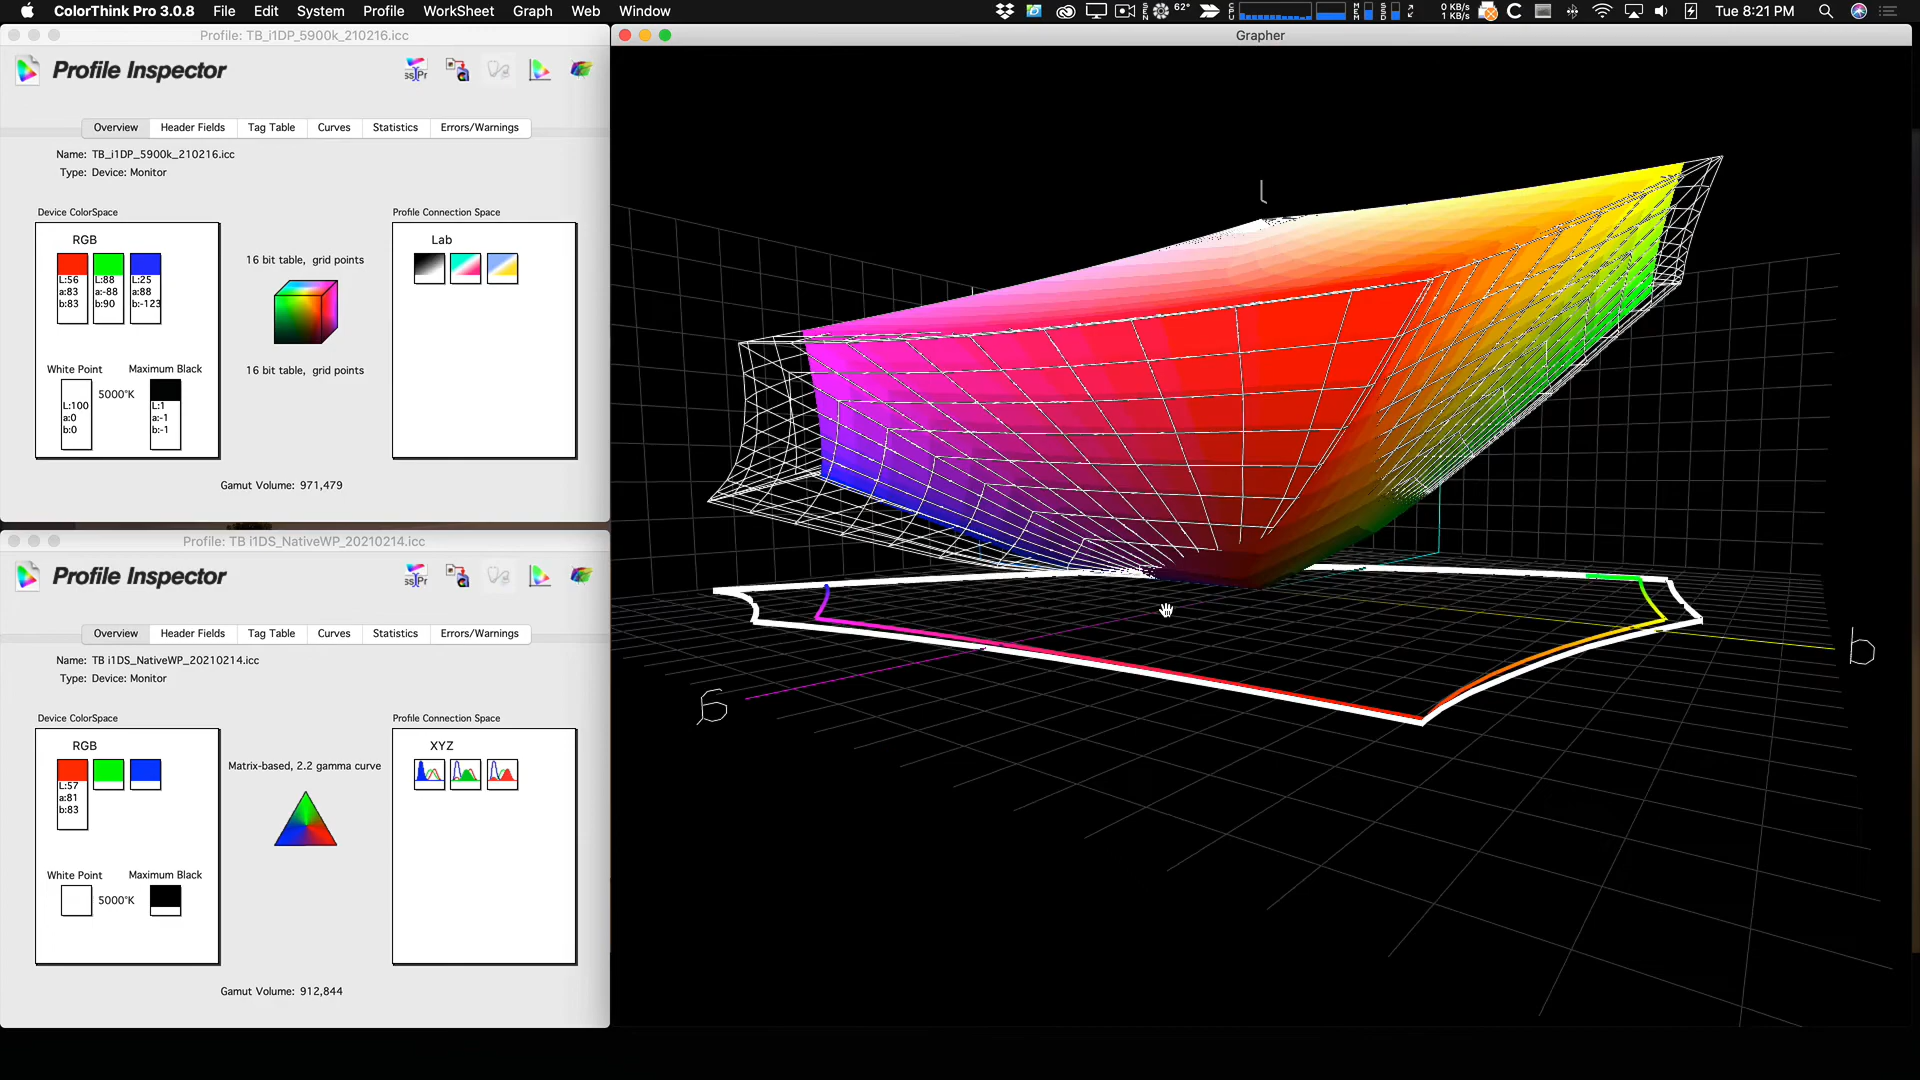 ColorThink Pro 3.0.8 File Edit System Profile WorkSheet Graph Web Window
62° 0 KB/s 1 KB/s Tue 8:21 PM
Profile: TB_i1DP_5900k_210216.icc
Profile Inspector
Overview Header Fields Tag Table Curves Statistics Errors/Warnings
Name: TB_i1DP_5900k_210216.icc
Type: Device: Monitor
Device ColorSpace
RGB
L:56 L:88 L:25
a:83 a:-88 a:88
b:83 b:90 b:-123
16 bit table, grid points
16 bit table, grid points
White Point Maximum Black
5000°K
L:100 L:1
a:0 a:-1
b:0 b:-1
Profile Connection Space
Lab
Gamut Volume: 971,479
Profile: TB i1DS_NativeWP_20210214.icc
Profile Inspector
Overview Header Fields Tag Table Curves Statistics Errors/Warnings
Name: TB i1DS_NativeWP_20210214.icc
Type: Device: Monitor
Device ColorSpace
RGB
L:57
a:81
b:83
Matrix-based, 2.2 gamma curve
White Point Maximum Black
5000°K
Profile Connection Space
XYZ
Gamut Volume: 912,844
Grapher
L
a
b